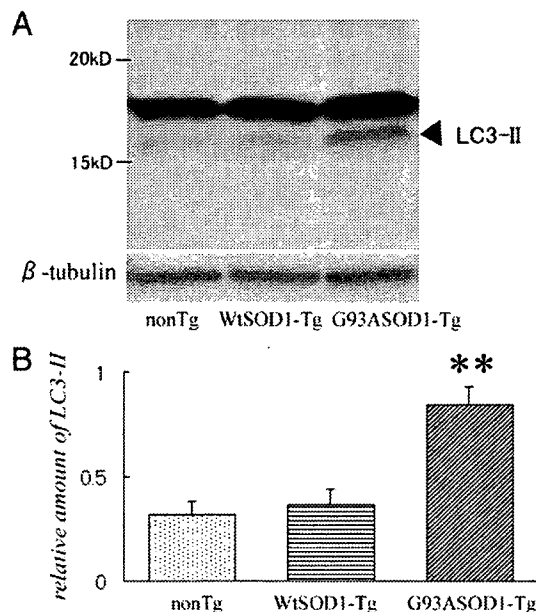 A
20kD
LC3-II
15kD
β-tubulin
nonTg WtSOD1-Tg G93ASOD1-Tg
B
relative amount of LC3-II
1
**
0.5
0
nonTg WtSOD1-Tg G93ASOD1-Tg